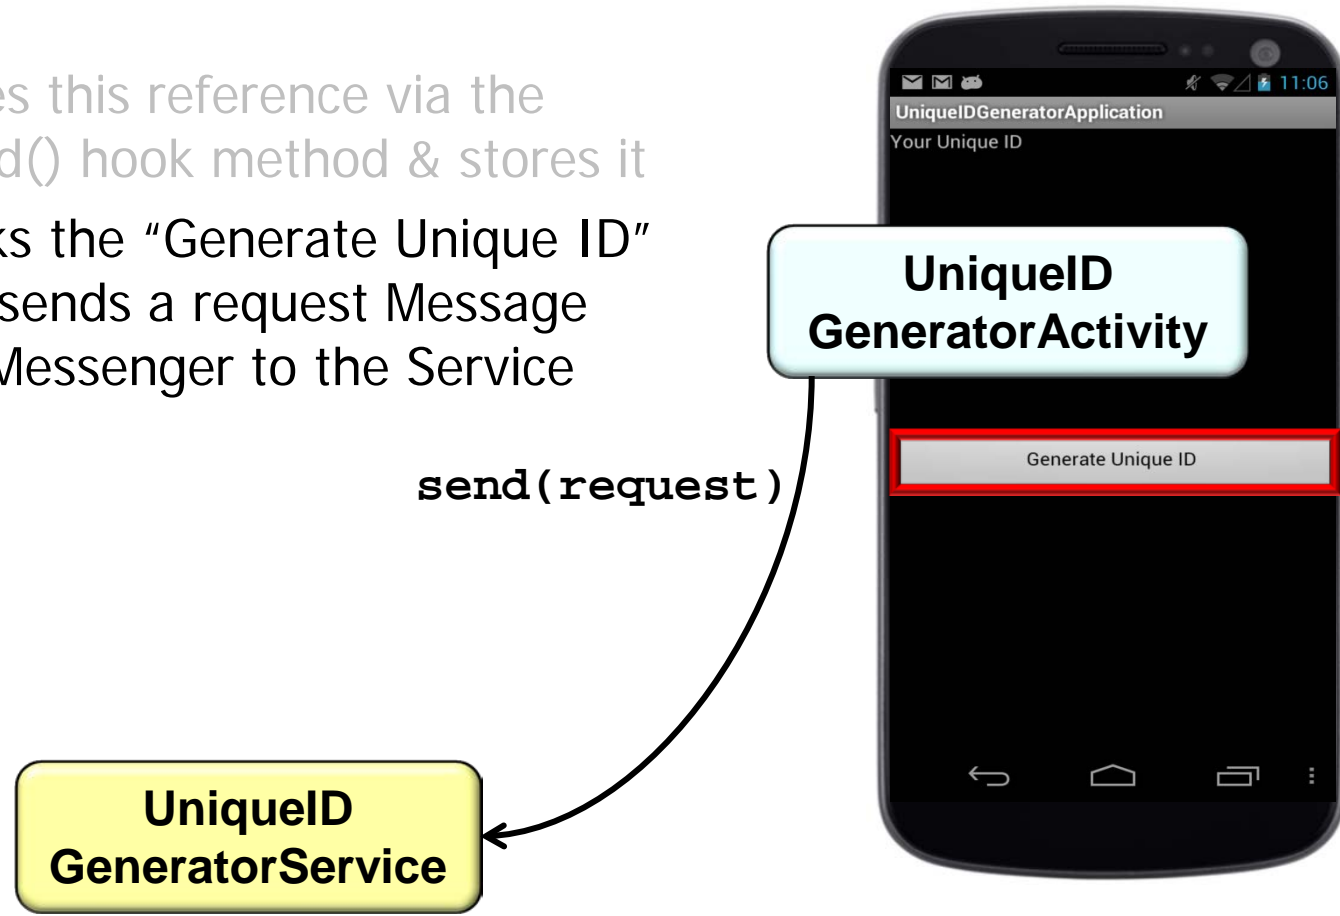 es this reference via the
d() hook method & stores it
ks the “Generate Unique ID”
sends a request Message
Messenger to the Service
11:06
UniqueIDGeneratorApplication
Your Unique ID
UniqueID
GeneratorActivity
Generate Unique ID
send(request)
UniqueID
GeneratorService